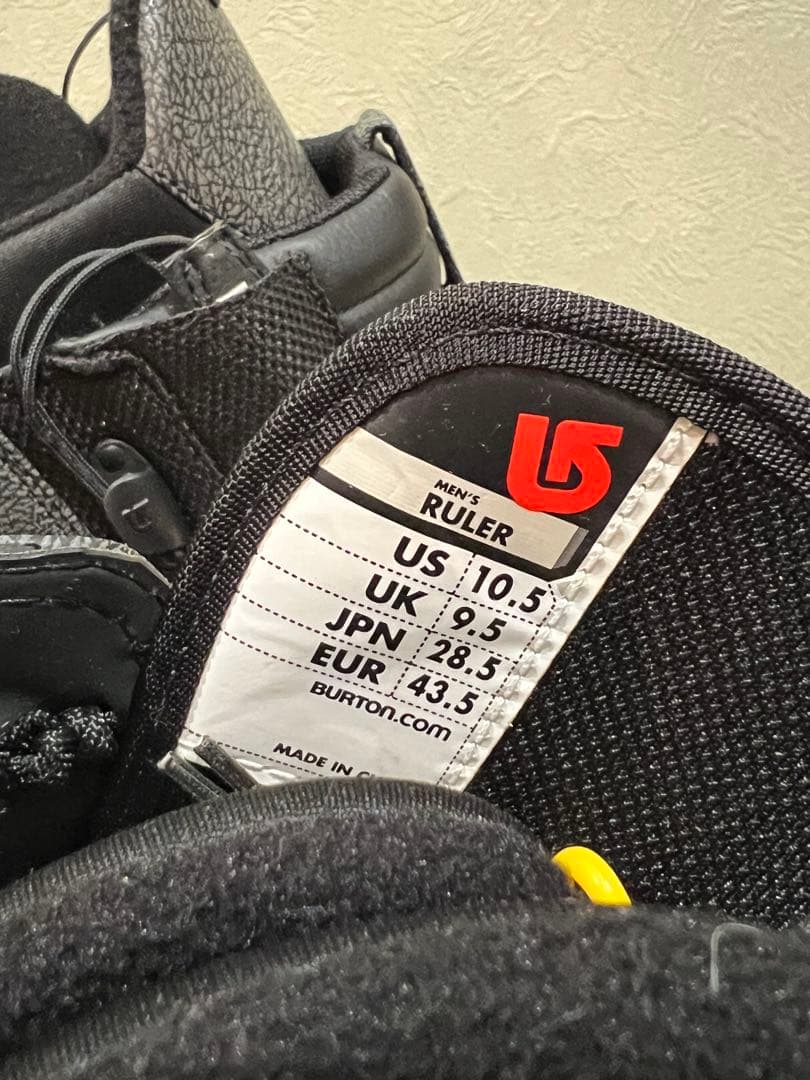 MEN'S
RULER
US 10.5
UK 9.5
JPN 28.5
EUR 43.5
BURTON.COM
MADE IN